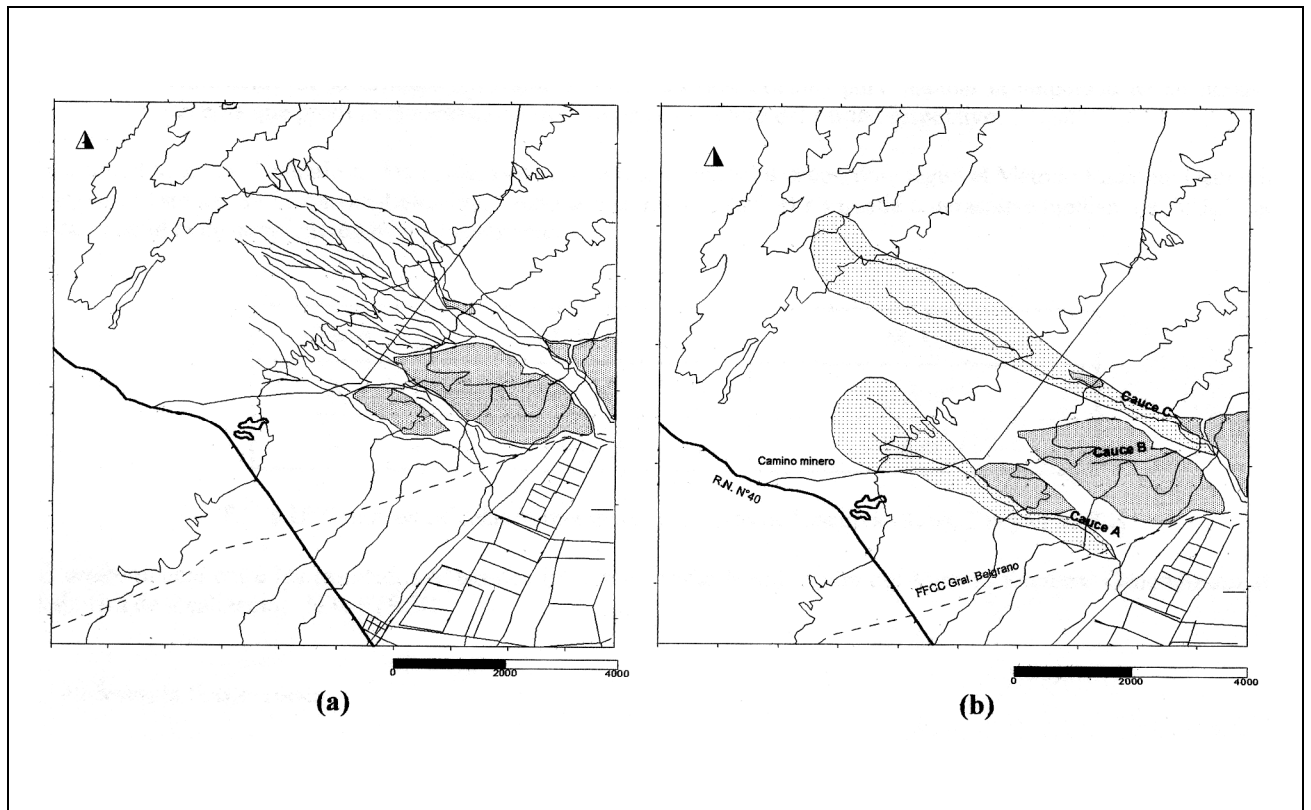 0
2000
4000
(a)
Cauce C
Cauce B
Camino minero
R.N. N°40
Cauce A
FFCC Gral. Belgrano
0
2000
4000
(b)